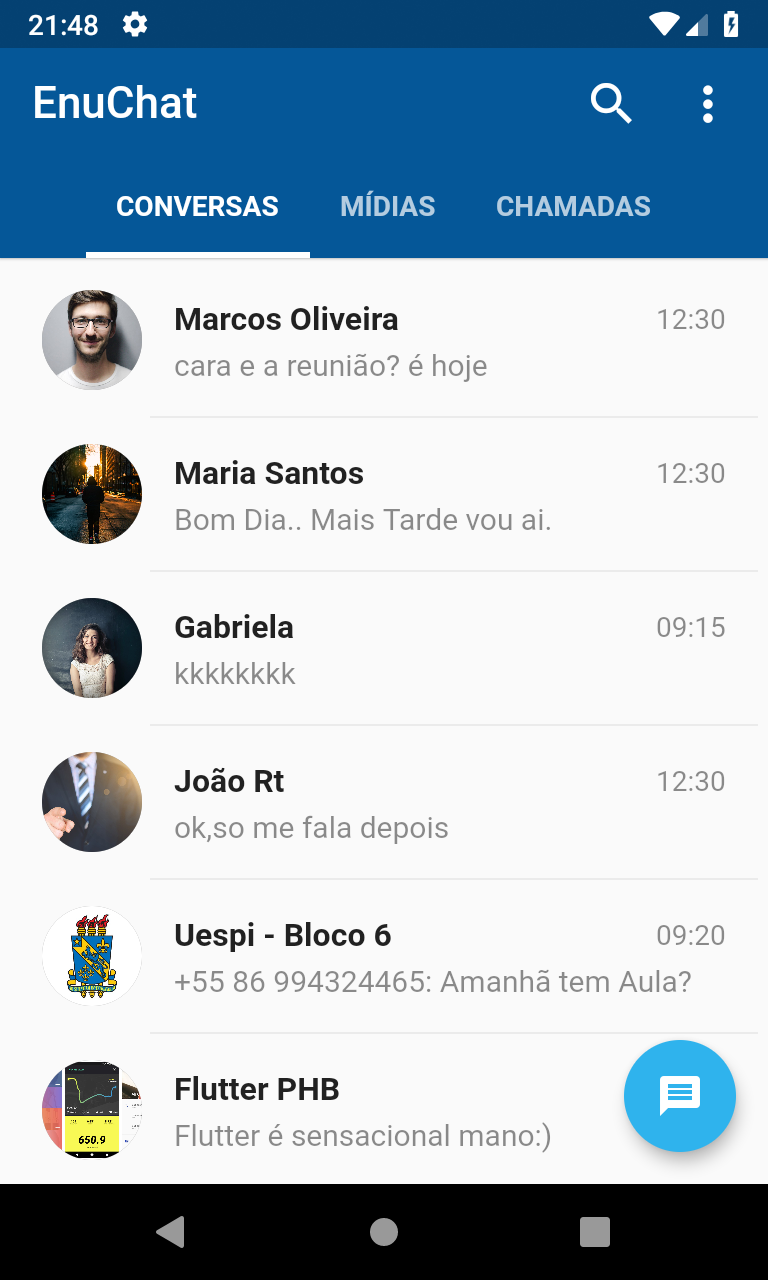 21:48
EnuChat
CONVERSAS MÍDIAS CHAMADAS
Marcos Oliveira 12:30
cara e a reunião? é hoje
Maria Santos 12:30
Bom Dia.. Mais Tarde vou ai.
Gabriela 09:15
kkkkkkkk
João Rt 12:30
ok,so me fala depois
Uespi - Bloco 6 09:20
+55 86 994324465: Amanhã tem Aula?
Flutter PHB
650.9
Flutter é sensacional mano:)